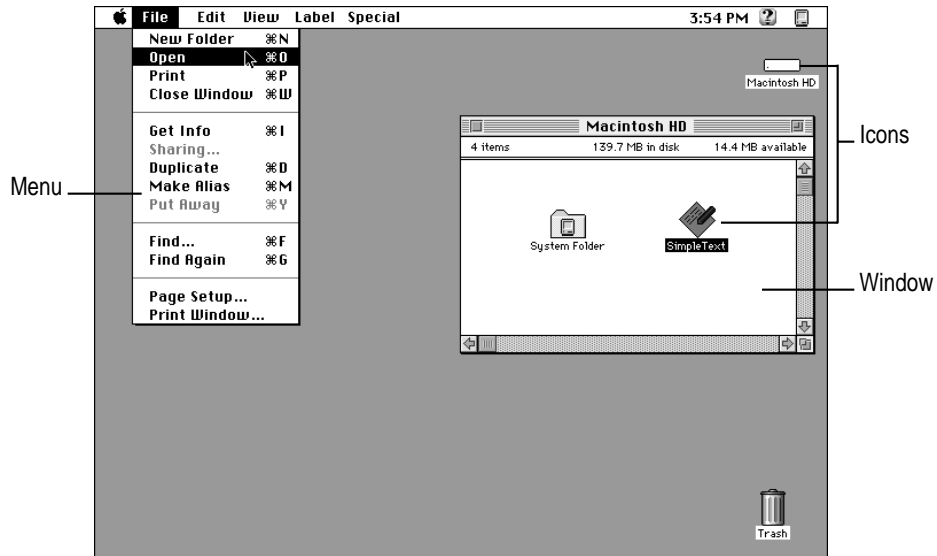 File Edit View Label Special 3:54 PM
New Folder ⌘N
Open ⌘O
Print ⌘P
Close Window ⌘W
Get Info ⌘I
Sharing...
Duplicate ⌘D
Make Alias ⌘M
Put Away ⌘Y
Find... ⌘F
Find Again ⌘G
Page Setup...
Print Window...
Menu
Macintosh HD
Icons
Macintosh HD
4 items 139.7 MB in disk 14.4 MB available
System Folder
SimpleText
Window
Trash